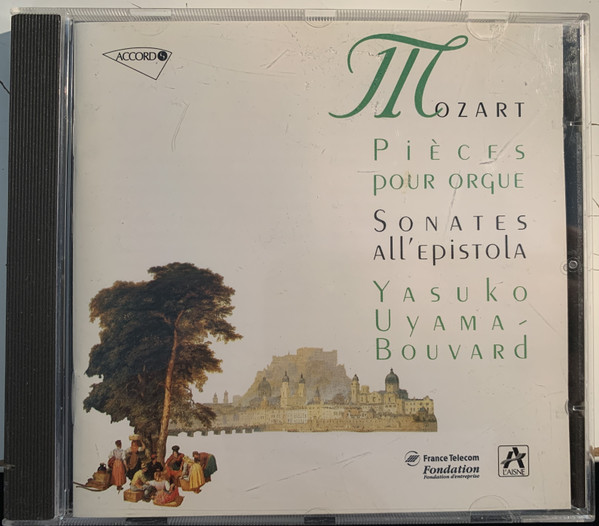 ACCORD
Mozart
Pièces
pour orgue
Sonates
all'epistola
Yasuko
Uyama-
Bouvard
France Telecom
Fondation
Fondation d'entreprise
L'AISNE